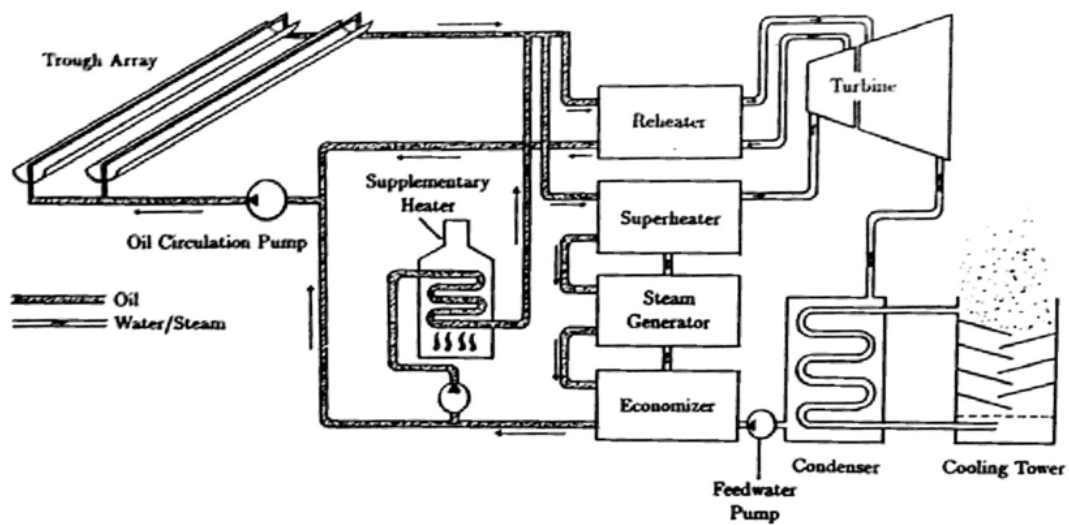 Trough Array
Reheater
Turbine
Supplementary
Heater
Superheater
Oil Circulation Pump
Oil
Water/Steam
Steam
Generator
Economizer
Condenser
Cooling Tower
Feedwater
Pump